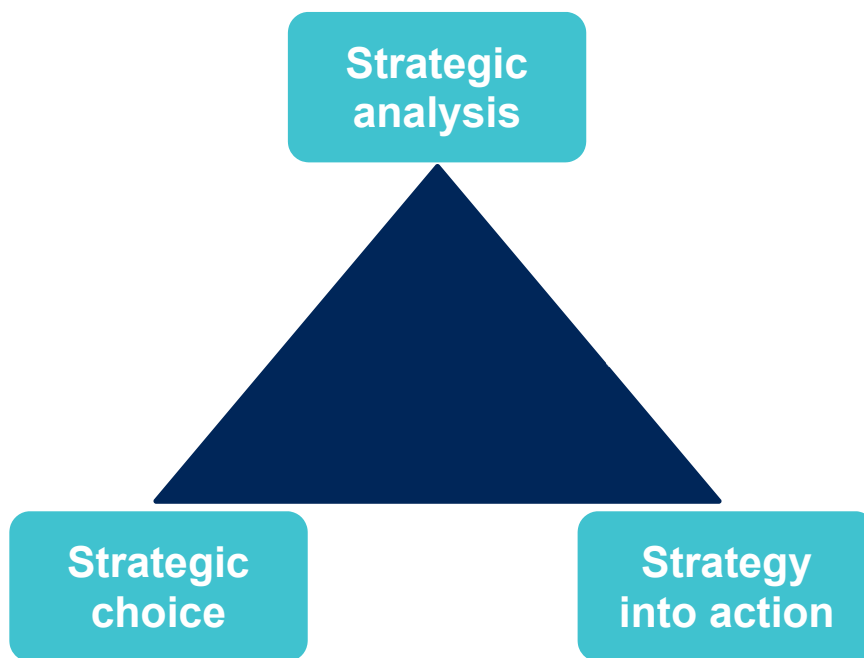 Strategic
analysis
Strategic
choice
Strategy
into action